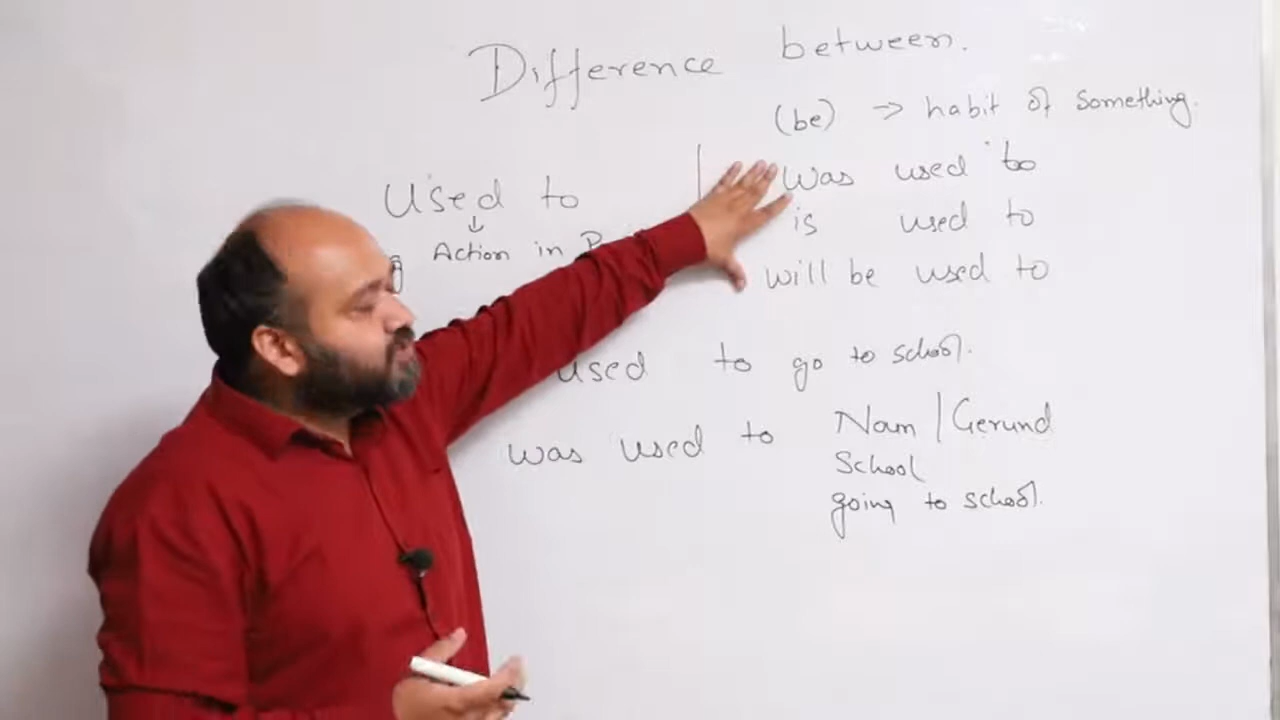 Difference between.
(be) → habit of something.
Used to
was used to
↓
is used to
Action in
will be used to
used to go to school.
was used to Noun / Gerund
School
going to school.